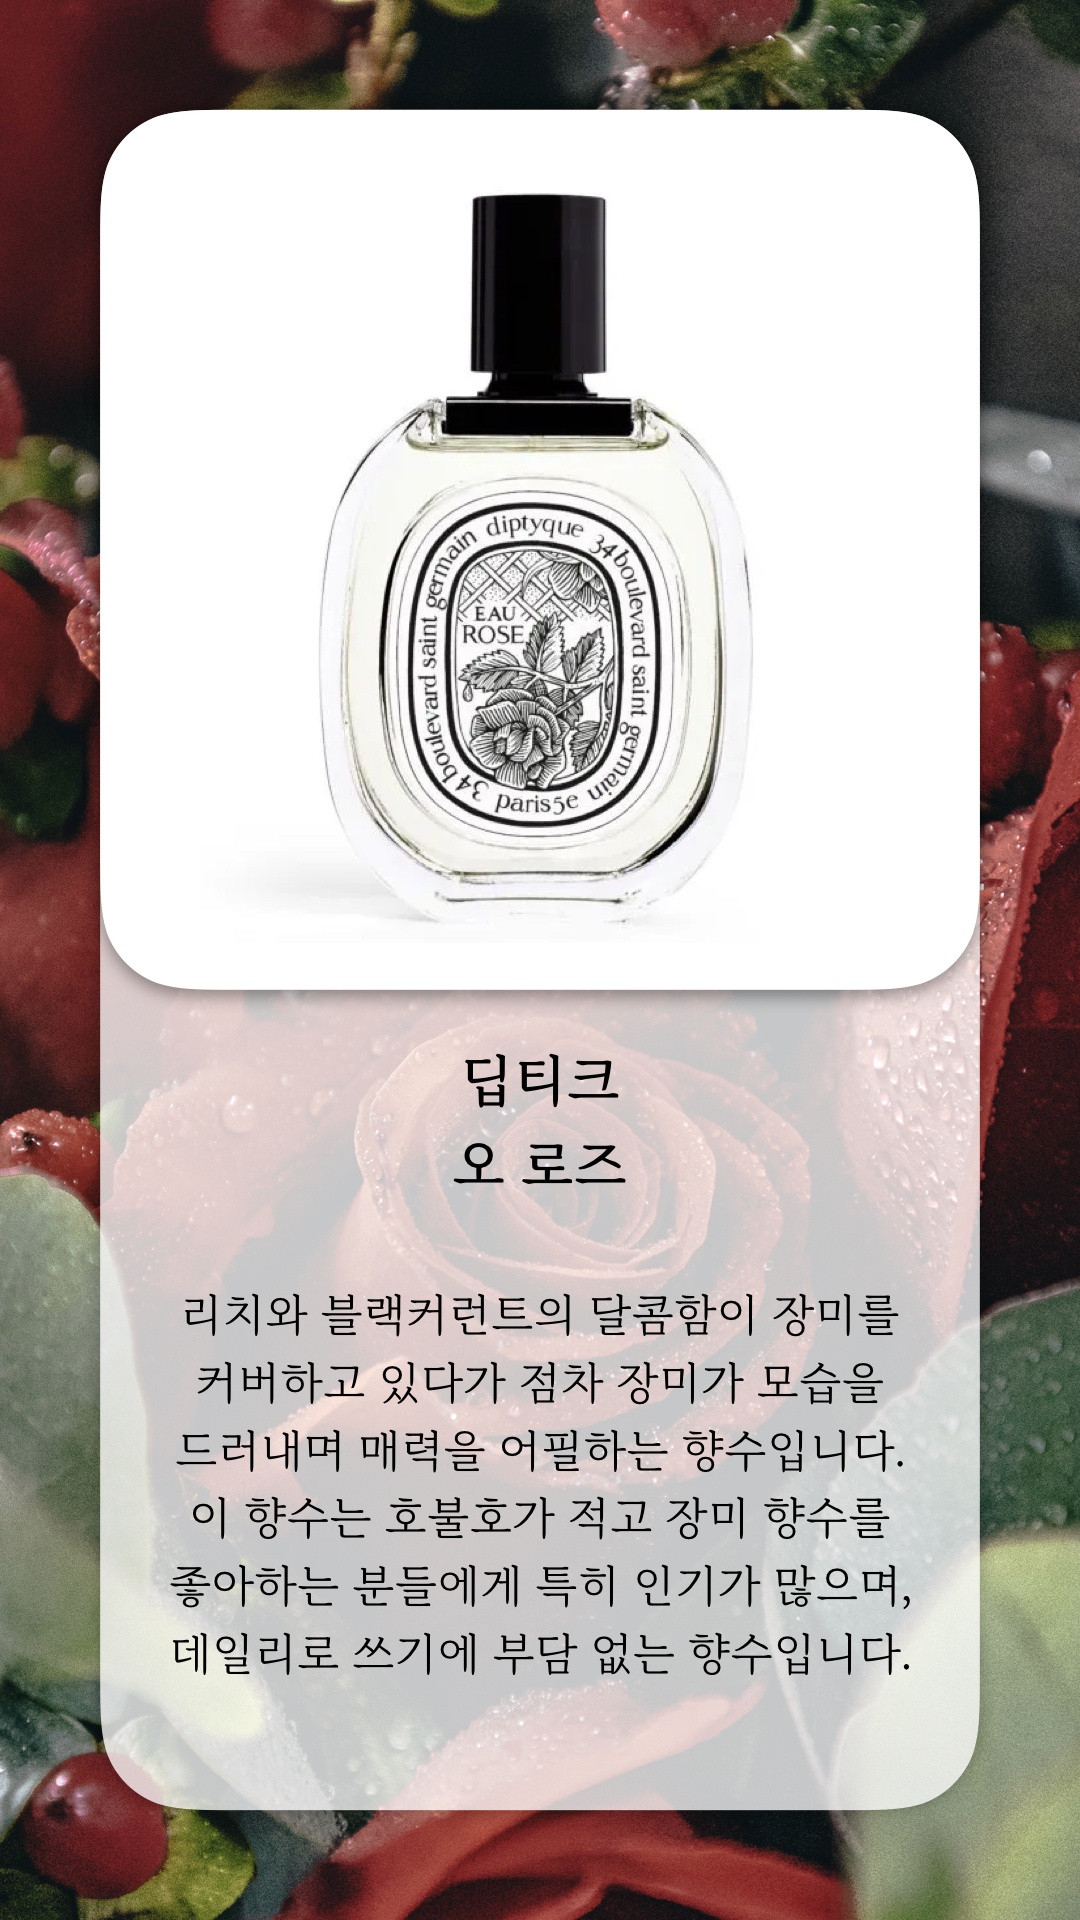 diptyque 34 boulevard saint germain paris5e 34 boulevard saint germain
EAU
ROSE
딥티크
오 로즈
리치와 블랙커런트의 달콤함이 장미를
커버하고 있다가 점차 장미가 모습을
드러내며 매력을 어필하는 향수입니다.
이 향수는 호불호가 적고 장미 향수를
좋아하는 분들에게 특히 인기가 많으며,
데일리로 쓰기에 부담 없는 향수입니다.